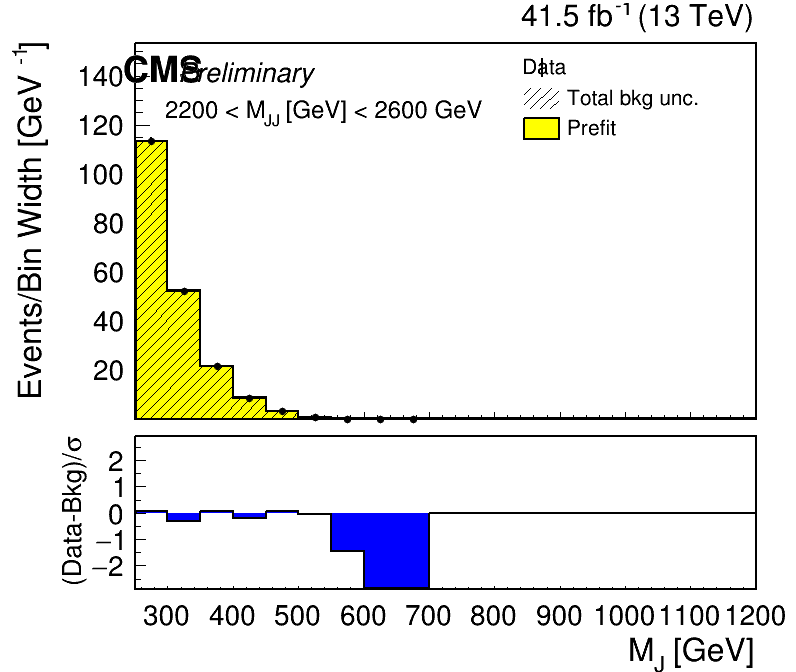 41.5 fb⁻¹ (13 TeV)
CMS Preliminary
2200 < M_JJ [GeV] < 2600 GeV
Data
Total bkg unc.
Prefit
Events/Bin Width [GeV⁻¹]
140
120
100
80
60
40
20
(Data-Bkg)/σ
2
1
0
−1
−2
300 400 500 600 700 800 900 1000 1100 1200
M_J [GeV]